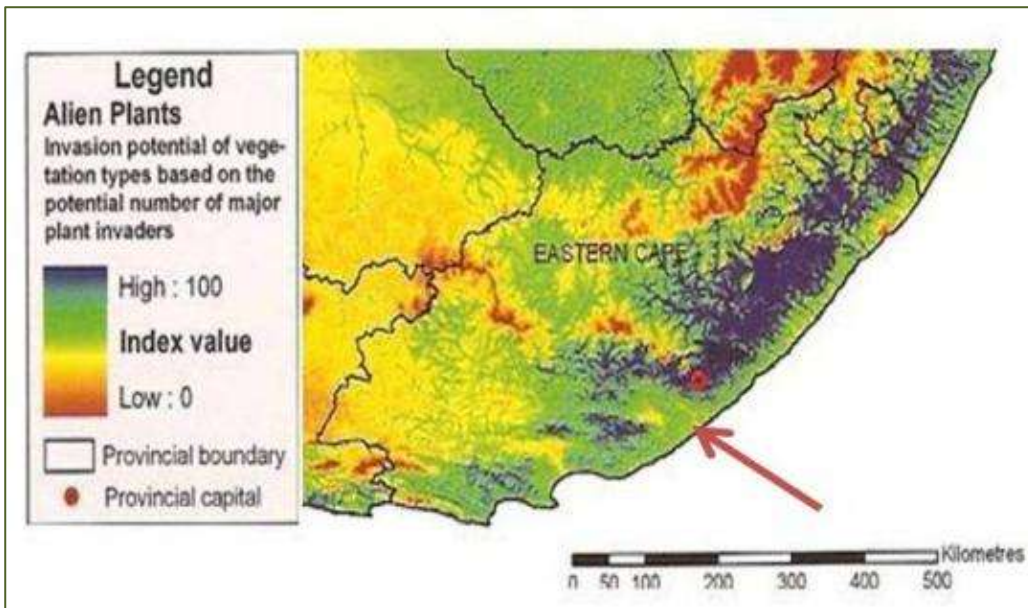 Legend
Alien Plants
Invasion potential of vege-
tation types based on the
potential number of major
plant invaders
High : 100
Index value
Low : 0
Provincial boundary
Provincial capital
EASTERN CAPE
Kilometres
0 50 100 200 300 400 500